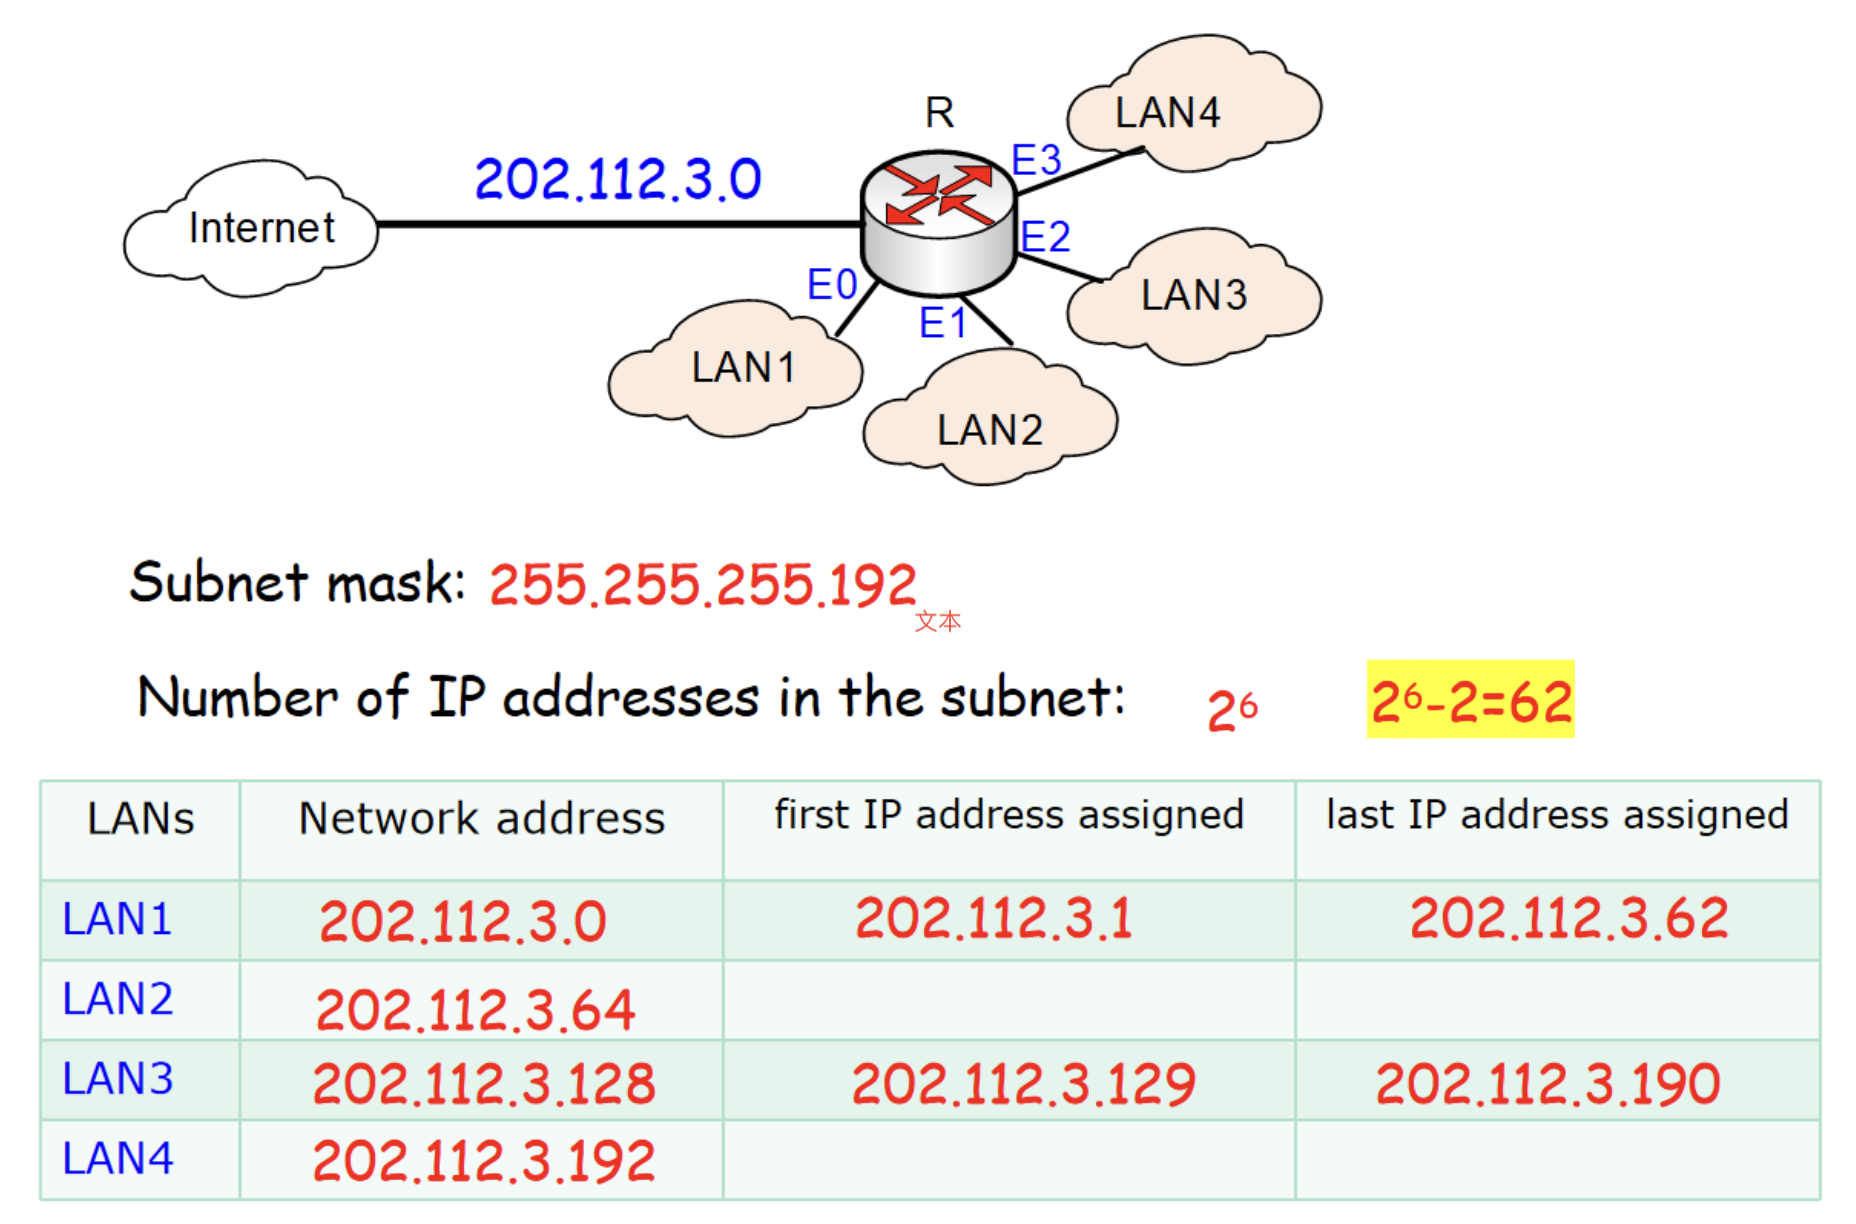 R
LAN4
E3
202.112.3.0
Internet
E2
E0
E1
LAN3
LAN1
LAN2
Subnet mask: 255.255.255.192
文本
Number of IP addresses in the subnet: 2⁶ 2⁶-2=62
LANs Network address first IP address assigned last IP address assigned
LAN1 202.112.3.0 202.112.3.1 202.112.3.62
LAN2 202.112.3.64
LAN3 202.112.3.128 202.112.3.129 202.112.3.190
LAN4 202.112.3.192